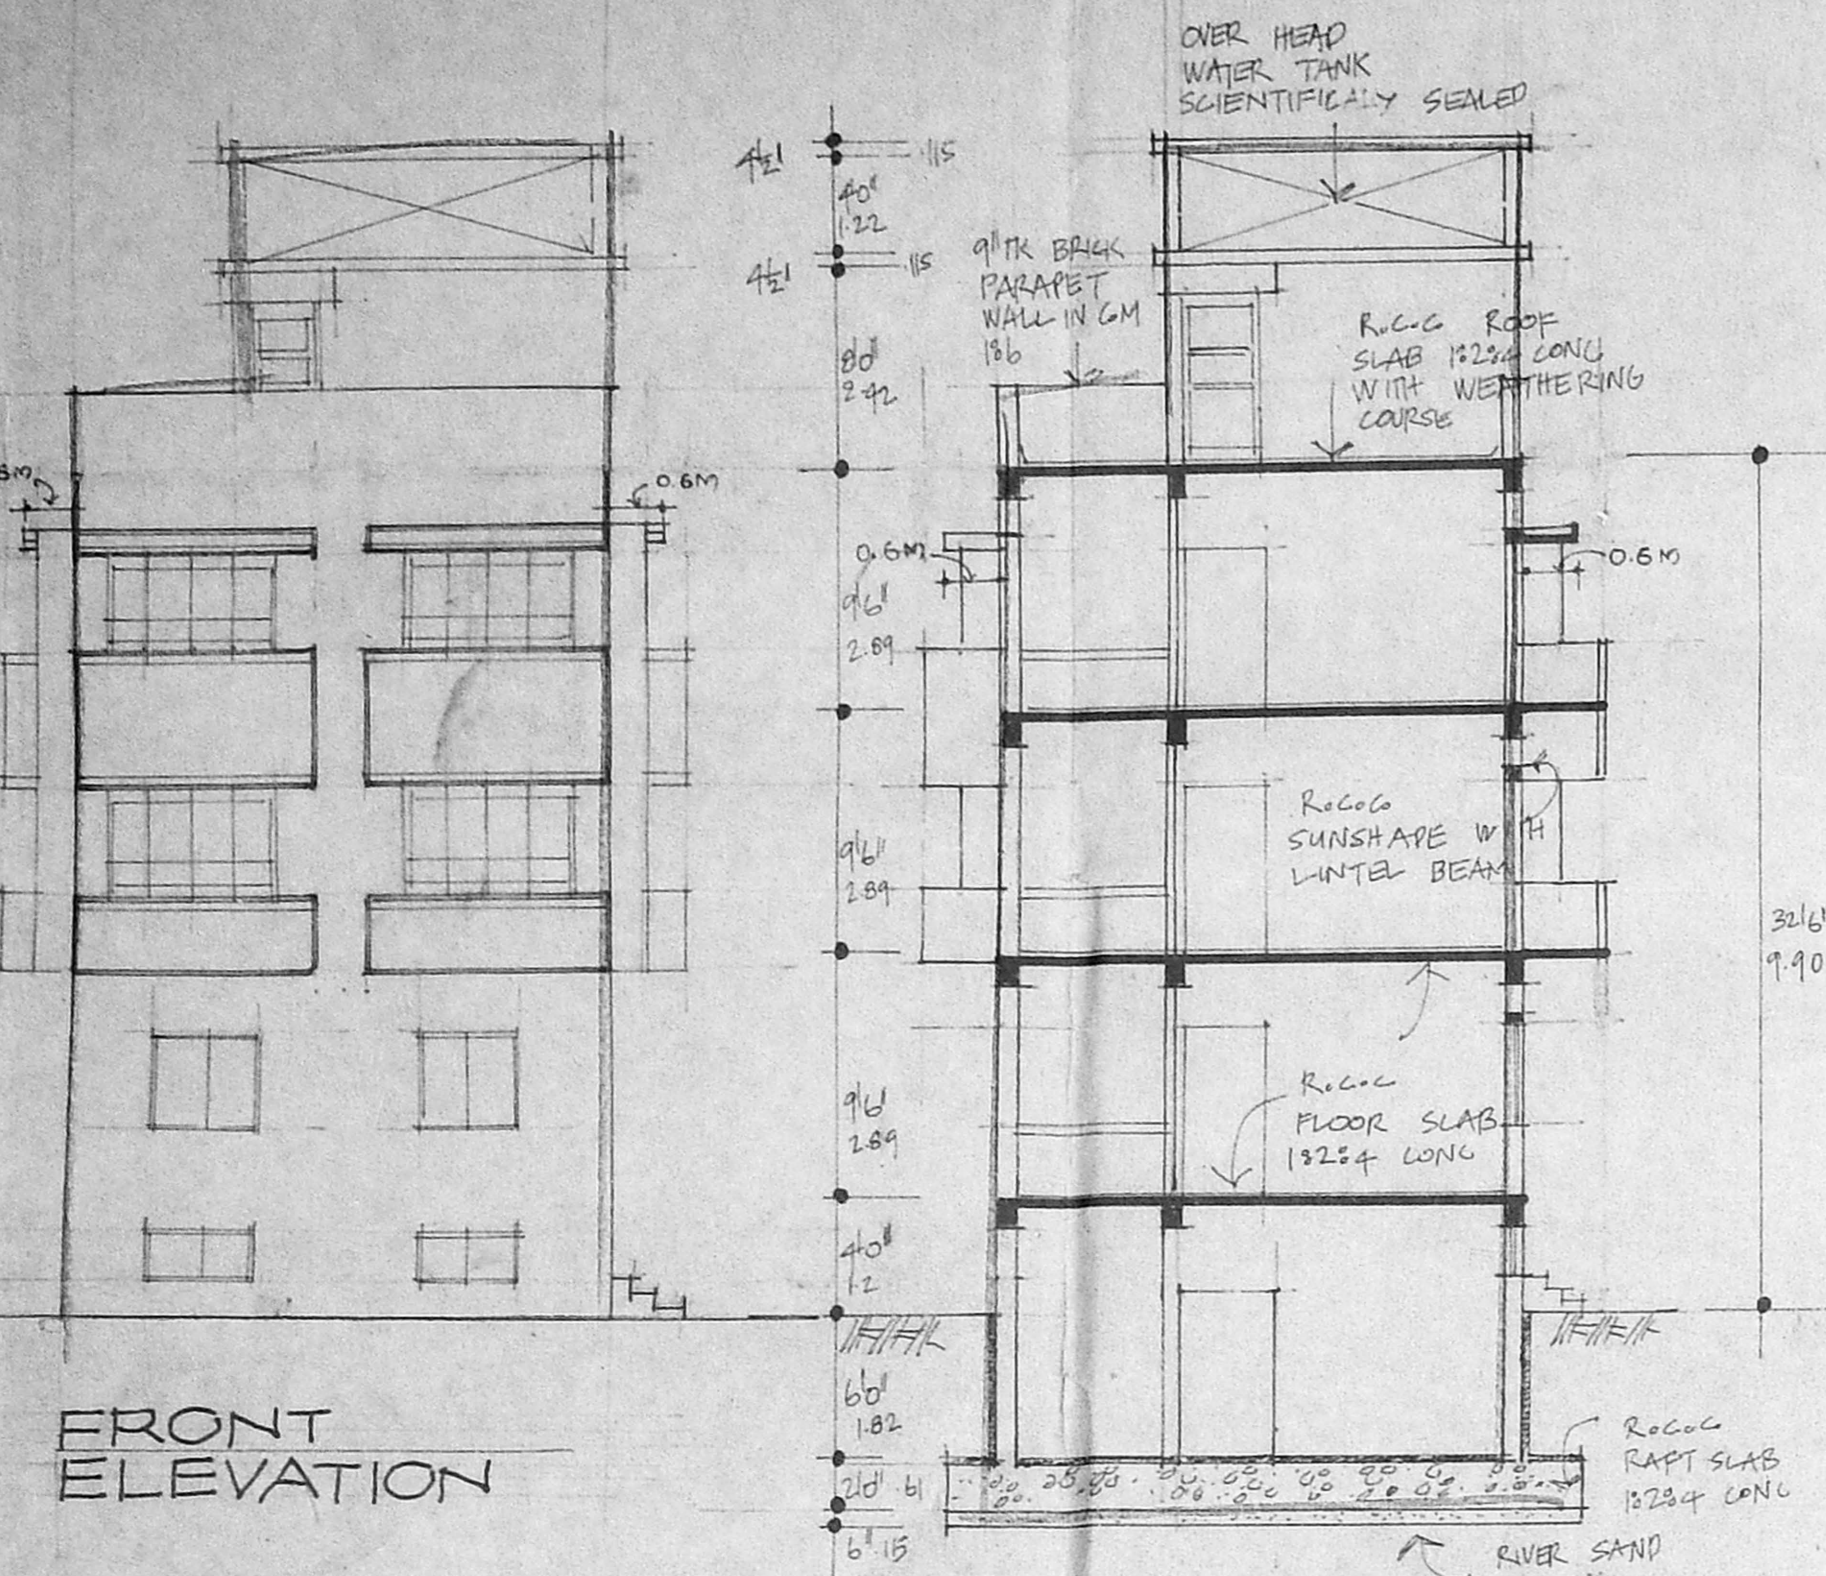 OVER HEAD
WATER TANK
SCIENTIFICALY SEALED
4½"
.115
4'0"
1.22
4½"
.115
9"TK BRICK
PARAPET
WALL IN CM
1:6
8'0"
2.42
R.C.C ROOF
SLAB 1:2:4 CONC
WITH WEATHERING
COURSE
0.6M
0.6M
0.6M
9'6"
2.89
R.C.C
SUNSHAPE WITH
LINTEL BEAM
9'6"
2.89
32'6"
9.90
R.C.C
FLOOR SLAB
1:2:4 CONC
9'6"
2.89
4'0"
1.2
6'0"
1.82
2'0" .61
6" .15
FRONT
ELEVATION
R.C.C
RAFT SLAB
1:2:4 CONC
RIVER SAND